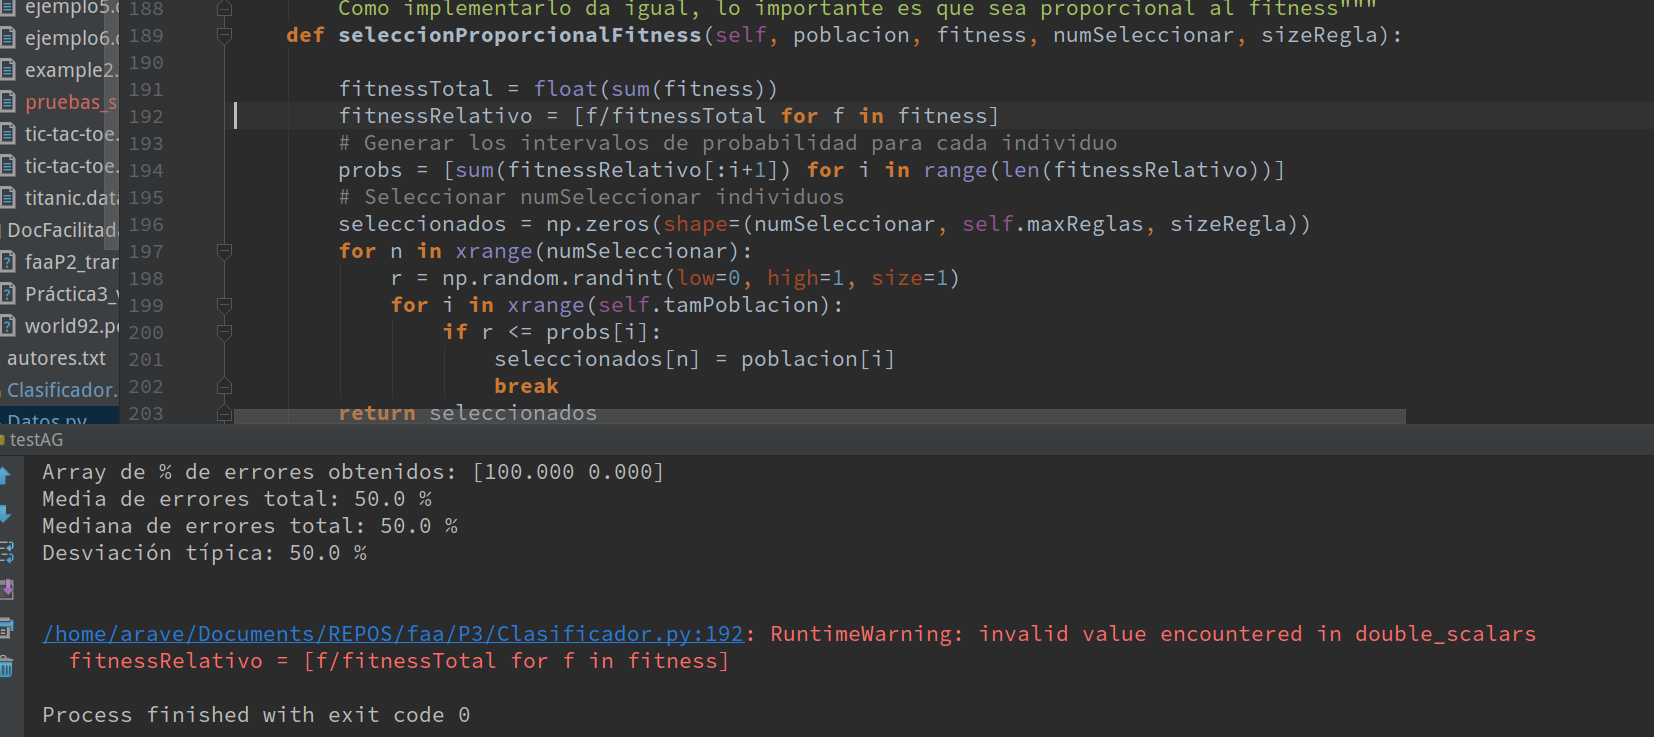 ejemplo5.
ejemplo6.
example2.
pruebas_s
tic-tac-toe.
tic-tac-toe.
titanic.data
DocFacilitad
faaP2_tran
Práctica3_
world92.p
autores.txt
Clasificador.
Datos.py
188 Como implementarlo da igual, lo importante es que sea proporcional al fitness"""
189 def seleccionProporcionalFitness(self, poblacion, fitness, numSeleccionar, sizeRegla):
190
191 fitnessTotal = float(sum(fitness))
192 fitnessRelativo = [f/fitnessTotal for f in fitness]
193 # Generar los intervalos de probabilidad para cada individuo
194 probs = [sum(fitnessRelativo[:i+1]) for i in range(len(fitnessRelativo))]
195 # Seleccionar numSeleccionar individuos
196 seleccionados = np.zeros(shape=(numSeleccionar, self.maxReglas, sizeRegla))
197 for n in xrange(numSeleccionar):
198 r = np.random.randint(low=0, high=1, size=1)
199 for i in xrange(self.tamPoblacion):
200 if r <= probs[i]:
201 seleccionados[n] = poblacion[i]
202 break
203 return seleccionados
testAG
Array de % de errores obtenidos: [100.000 0.000]
Media de errores total: 50.0 %
Mediana de errores total: 50.0 %
Desviación típica: 50.0 %
/home/arave/Documents/REPOS/faa/P3/Clasificador.py:192: RuntimeWarning: invalid value encountered in double_scalars
fitnessRelativo = [f/fitnessTotal for f in fitness]
Process finished with exit code 0